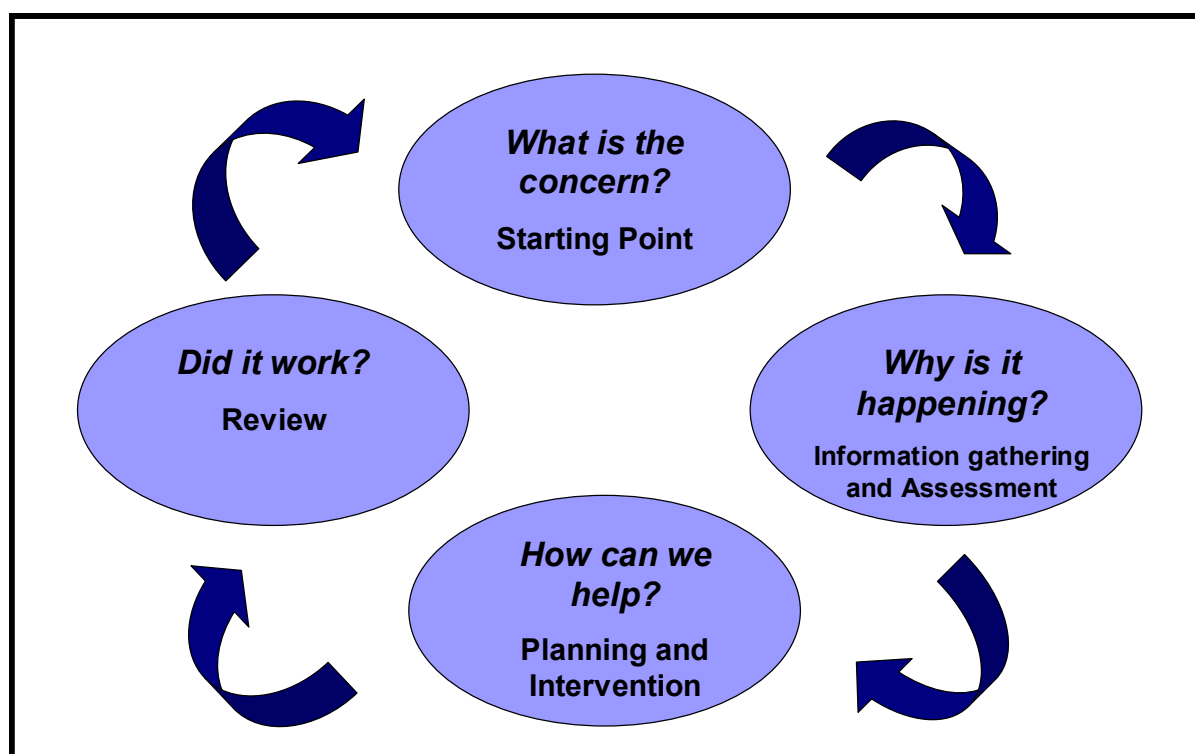 What is the
concern?
Starting Point
Why is it
happening?
Information gathering
and Assessment
How can we
help?
Planning and
Intervention
Did it work?
Review